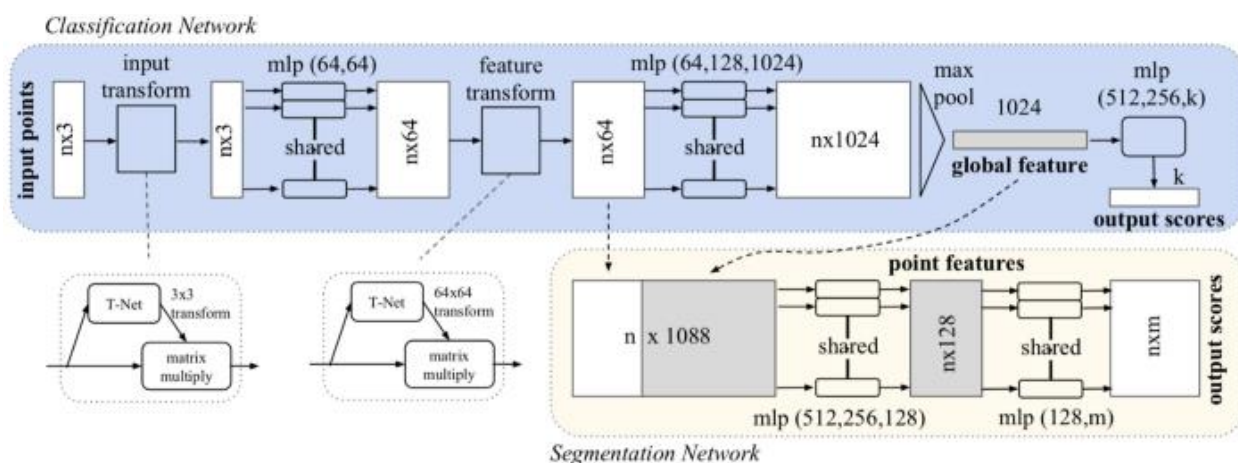 Classification Network
input points
nx3
input
transform
nx3
mlp (64,64)
shared
nx64
feature
transform
nx64
mlp (64,128,1024)
shared
nx1024
max
pool
1024
global feature
mlp
(512,256,k)
k
output scores
T-Net
3x3
transform
matrix
multiply
T-Net
64x64
transform
matrix
multiply
point features
n x 1088
shared
mlp (512,256,128)
nx128
shared
mlp (128,m)
nxm
output scores
Segmentation Network